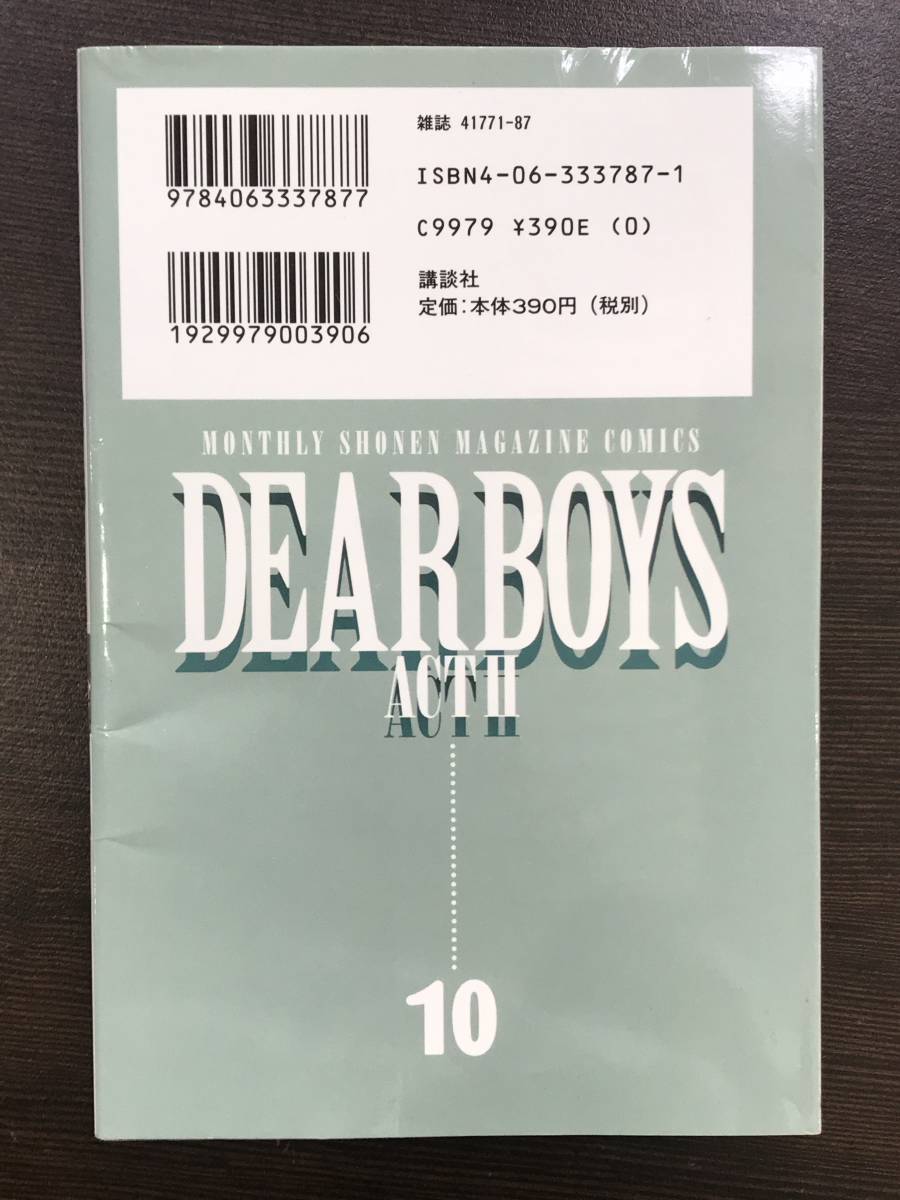 9784063337877
雑誌 41771-87
ISBN4-06-333787-1
C9979 ¥390E (0)
1929979003906
講談社
定価:本体390円（税別）
MONTHLY SHONEN MAGAZINE COMICS
DEAR BOYS
ACT II
10